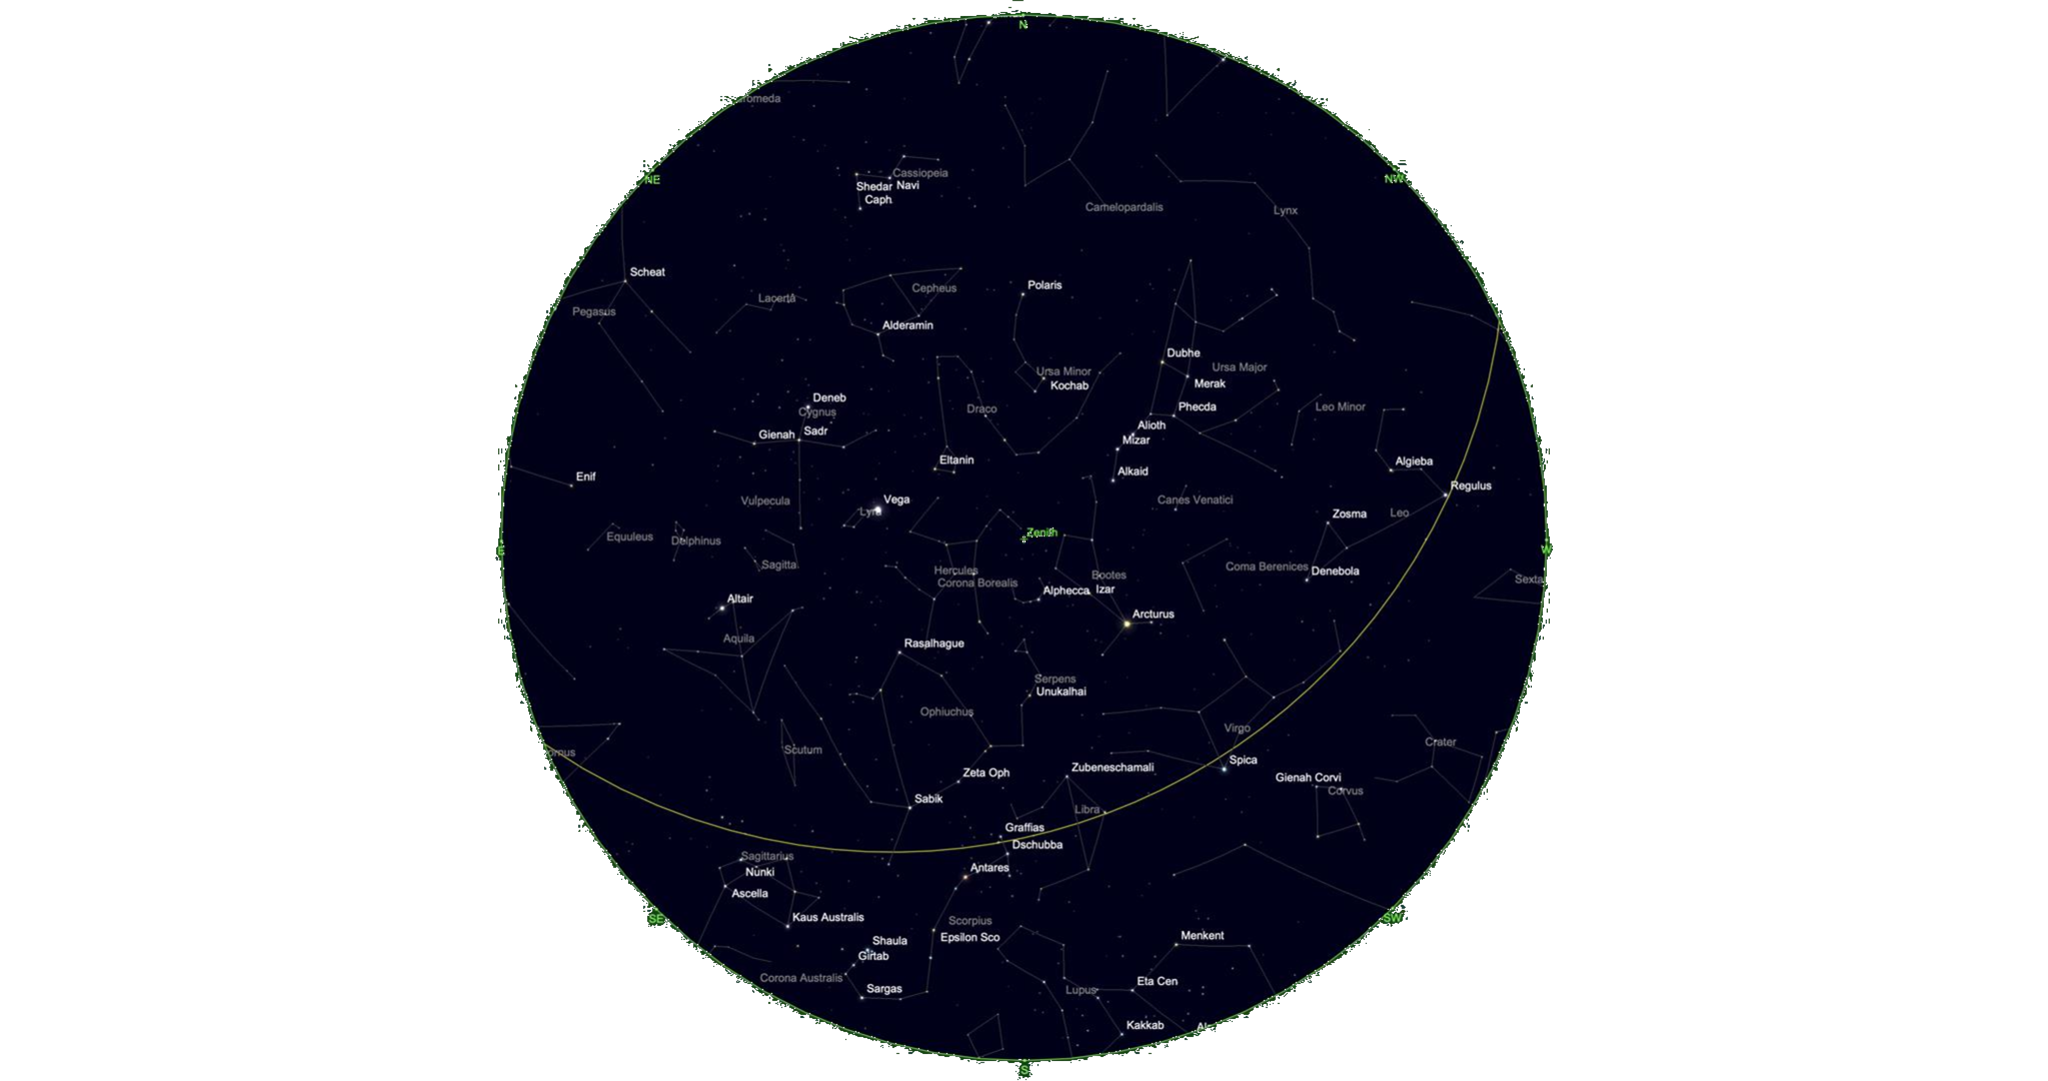 N
romeda
Cassiopeia
Shedar Navi
Caph
NE
NW
Camelopardalis
Lynx
Scheat
Pegasus
Lacerta
Cepheus
Polaris
Alderamin
Dubhe
Ursa Major
Ursa Minor
Kochab
Merak
Deneb
Cygnus
Draco
Phecda
Leo Minor
Gienah Sadr
Alioth
Mizar
Eltanin
Alkaid
Algieba
Enif
Regulus
Vulpecula
Vega
Lyra
Canes Venatici
Zosma
Leo
Equuleus
Delphinus
Zenith
E
W
Sagitta
Hercules
Corona Borealis
Bootes
Coma Berenices
Denebola
Sexta
Altair
Alphecca
Izar
Arcturus
Aquila
Rasalhague
Serpens
Unukalhai
Ophiuchus
Virgo
ornus
Scutum
Crater
Spica
Zeta Oph
Zubeneschamali
Gienah Corvi
Corvus
Sabik
Libra
Graffias
Dschubba
Sagittarius
Nunki
Antares
Ascella
SE
Kaus Australis
Scorpius
SW
Epsilon Sco
Menkent
Shaula
Girtab
Corona Australis
Sargas
Eta Cen
Lupus
Kakkab
S